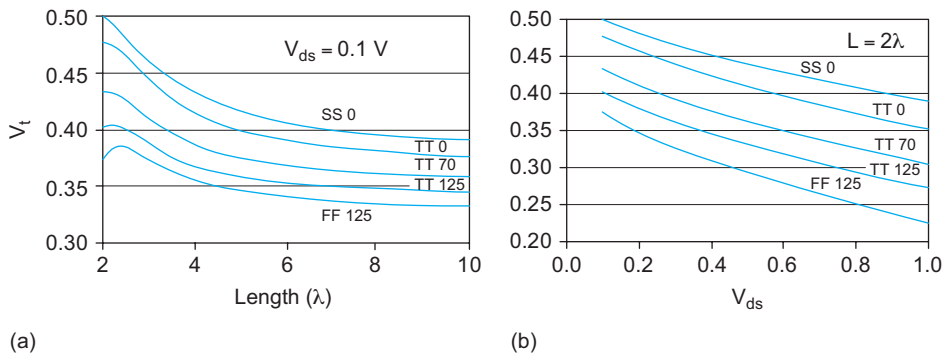 0.50
0.45
0.40
0.35
0.30
V_t
V_ds = 0.1 V
SS 0
TT 0
TT 70
TT 125
FF 125
2
4
6
8
10
Length (λ)
(a)
0.50
0.45
0.40
0.35
0.30
0.25
0.20
L = 2λ
SS 0
TT 0
TT 70
TT 125
FF 125
0.0
0.2
0.4
0.6
0.8
1.0
V_ds
(b)